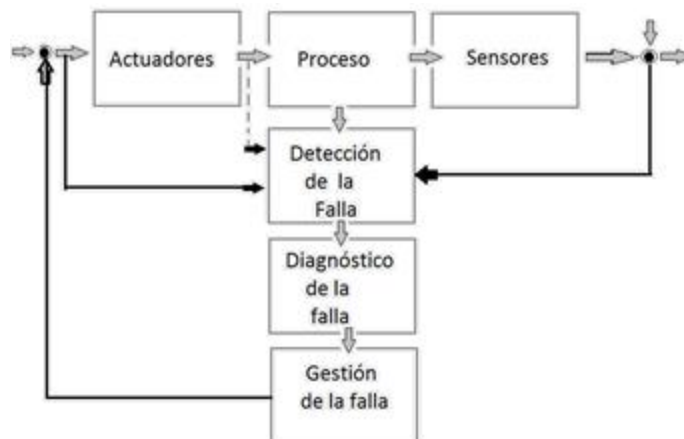 Actuadores
Proceso
Sensores
Detección
de la
Falla
Diagnóstico
de la
falla
Gestión
de la falla